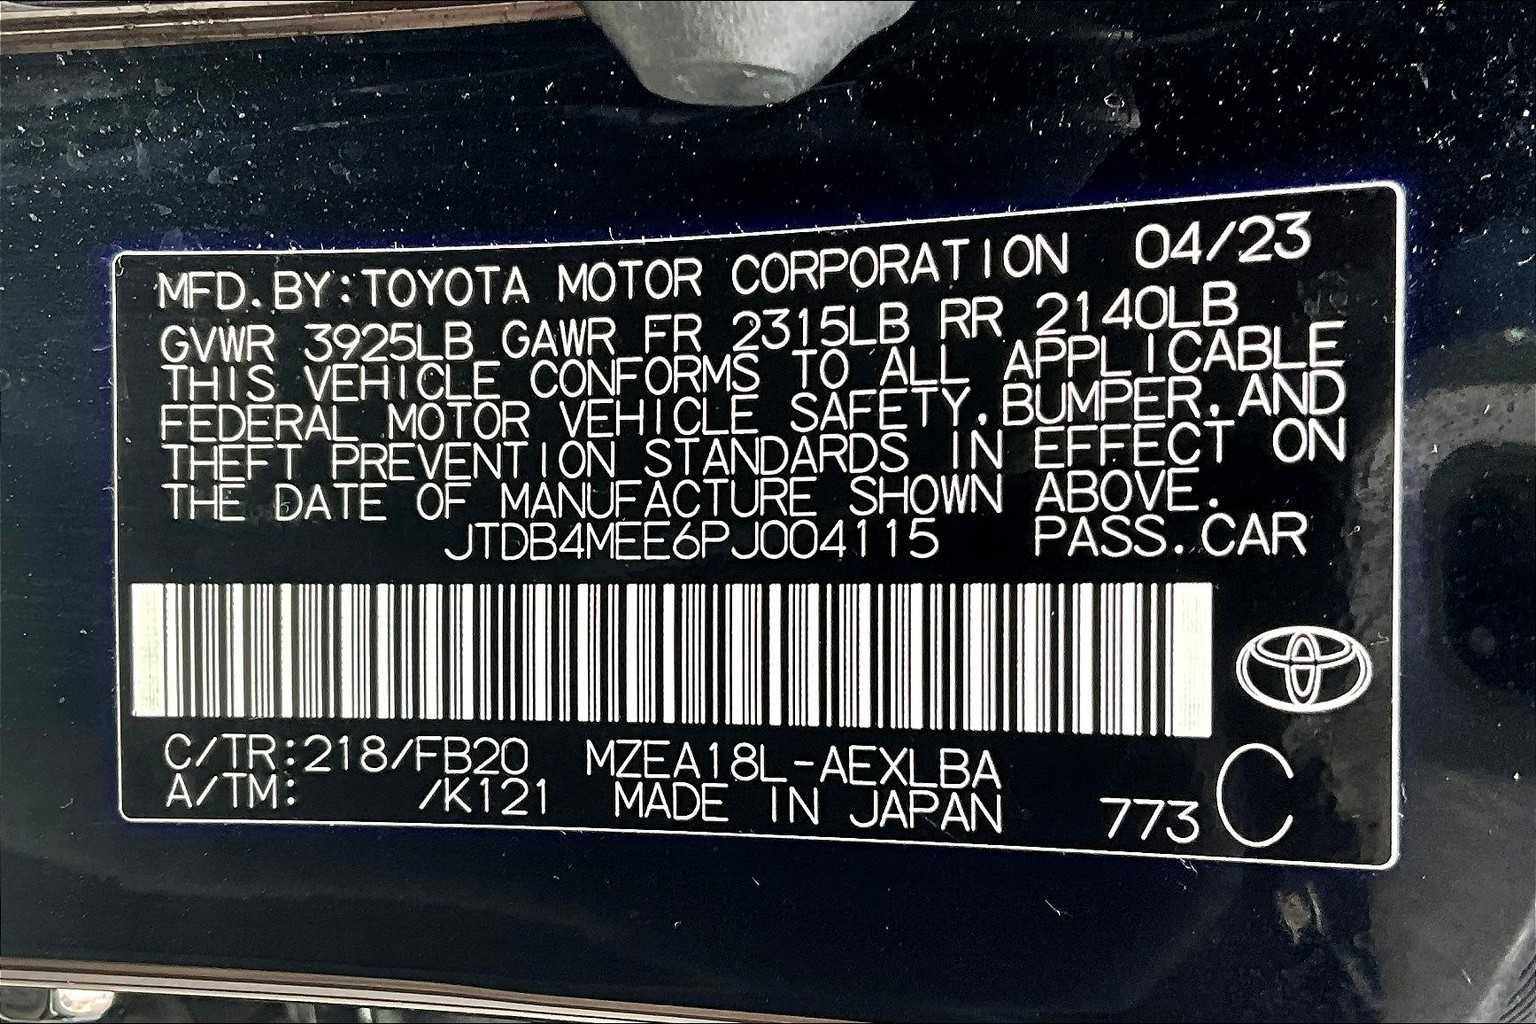 MFD. BY: TOYOTA MOTOR CORPORATION 04/23
GVWR 3925LB GAWR FR 2315LB RR 2140LB
THIS VEHICLE CONFORMS TO ALL APPLICABLE
FEDERAL MOTOR VEHICLE SAFETY, BUMPER, AND
THEFT PREVENTION STANDARDS IN EFFECT ON
THE DATE OF MANUFACTURE SHOWN ABOVE.
JTDB4MEE6PJ004115 PASS. CAR
C/TR: 218/FB20 MZEA18L-AEXLBA
A/TM: /K121 MADE IN JAPAN 773 C